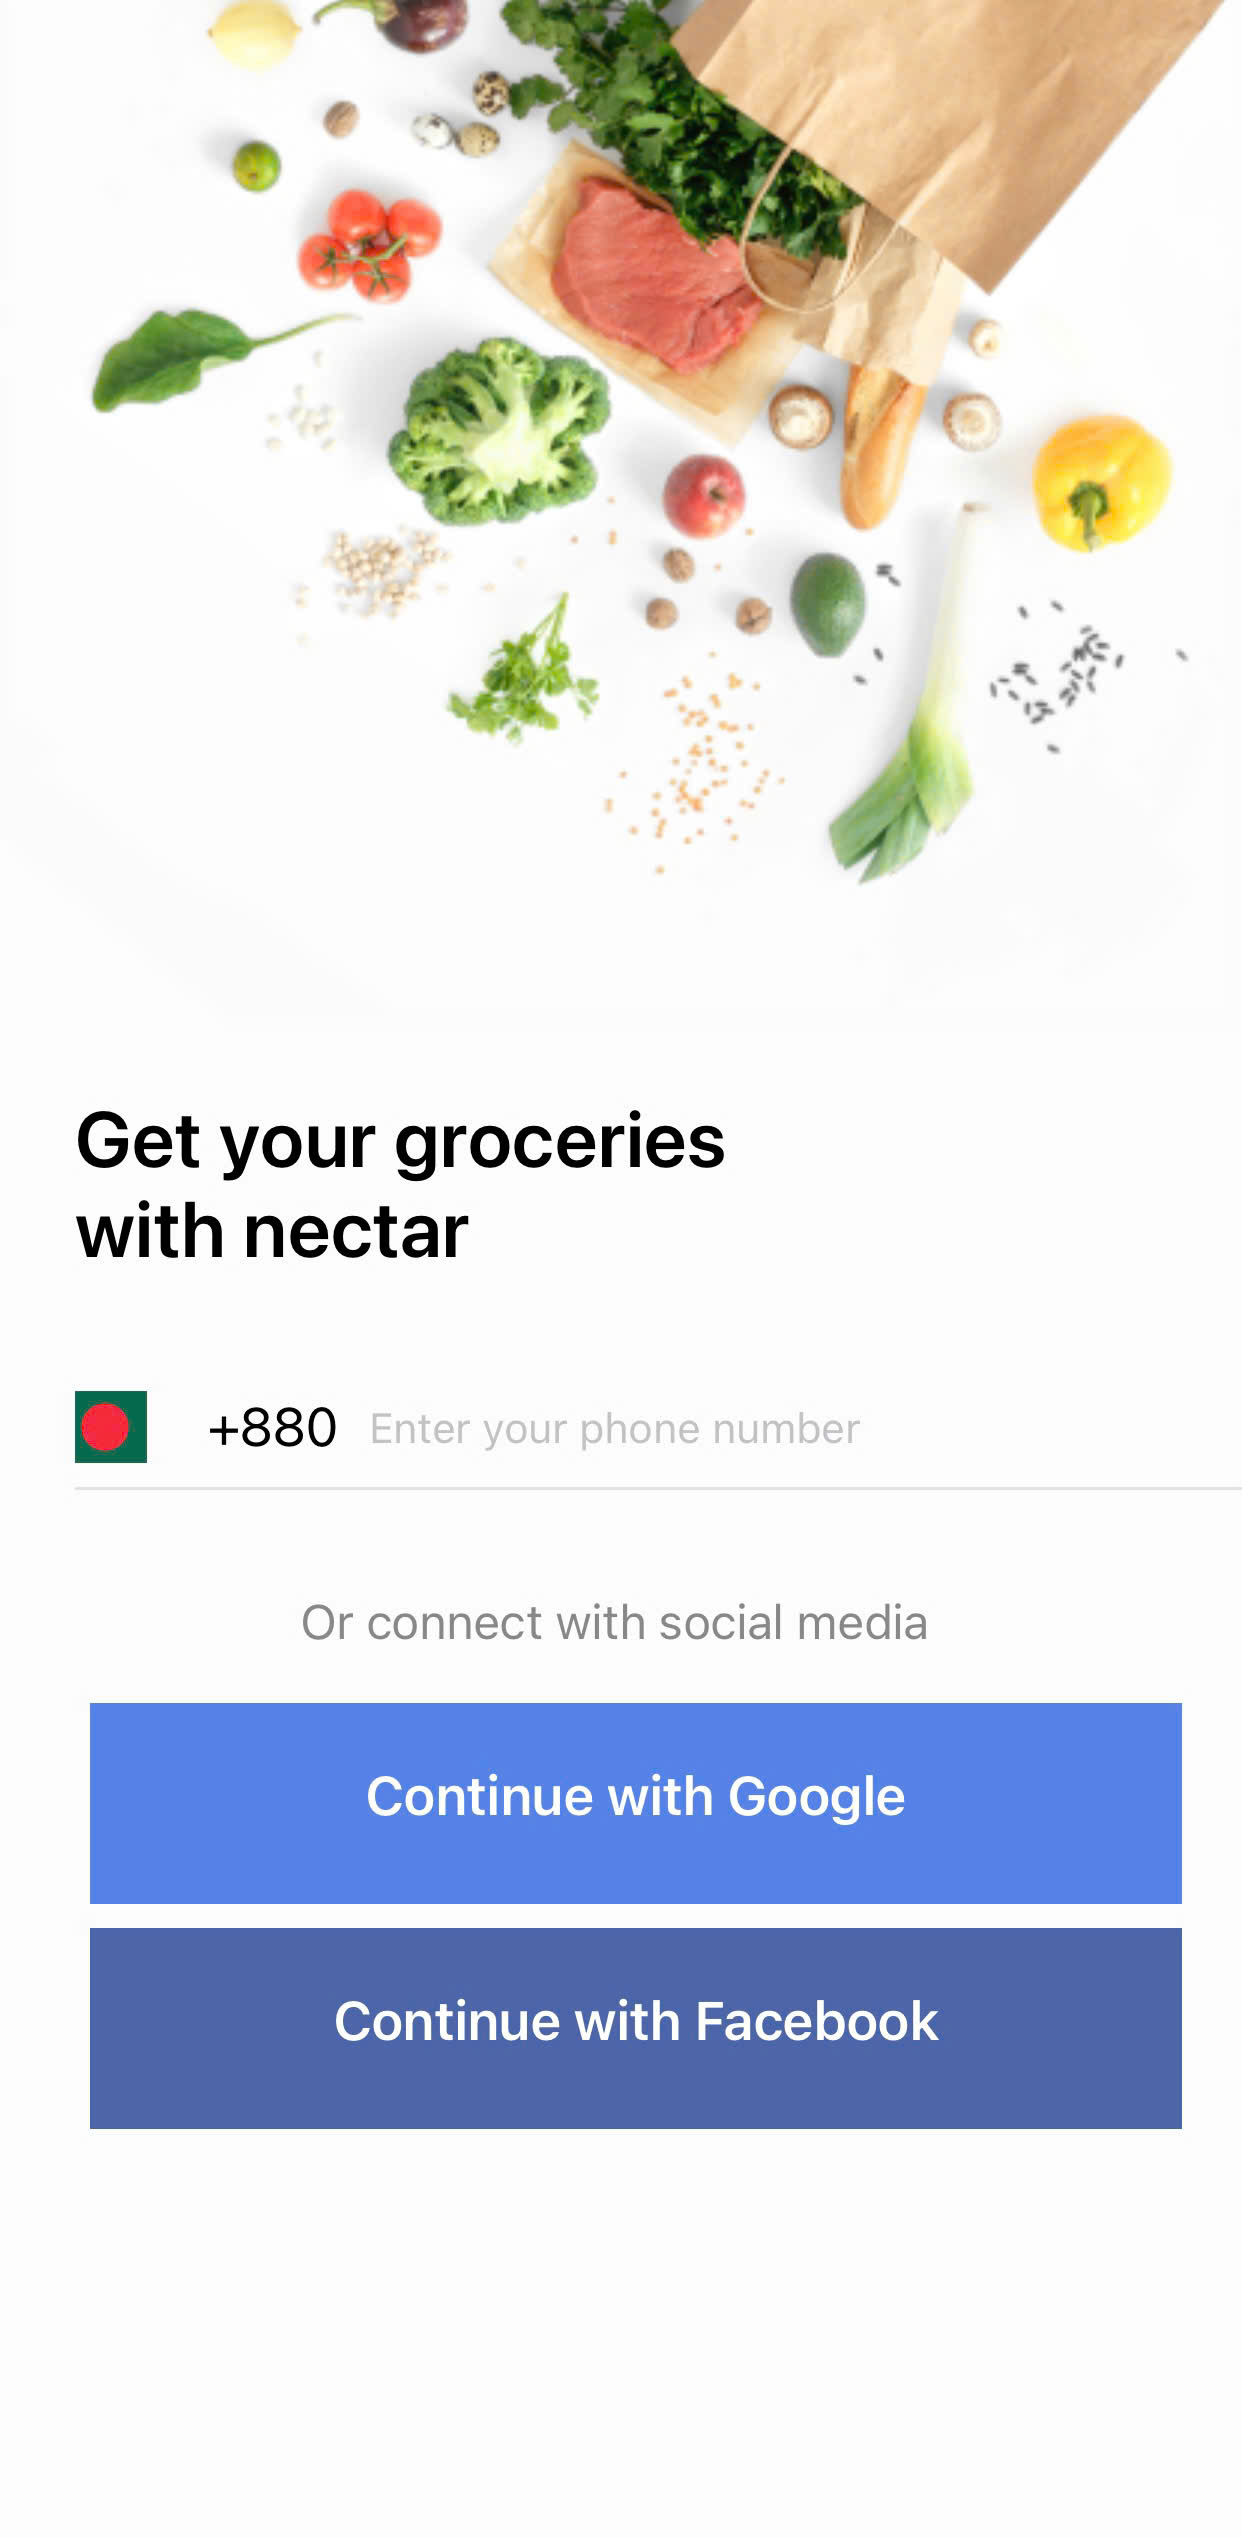 Get your groceries
with nectar
+880 Enter your phone number
Or connect with social media
Continue with Google
Continue with Facebook